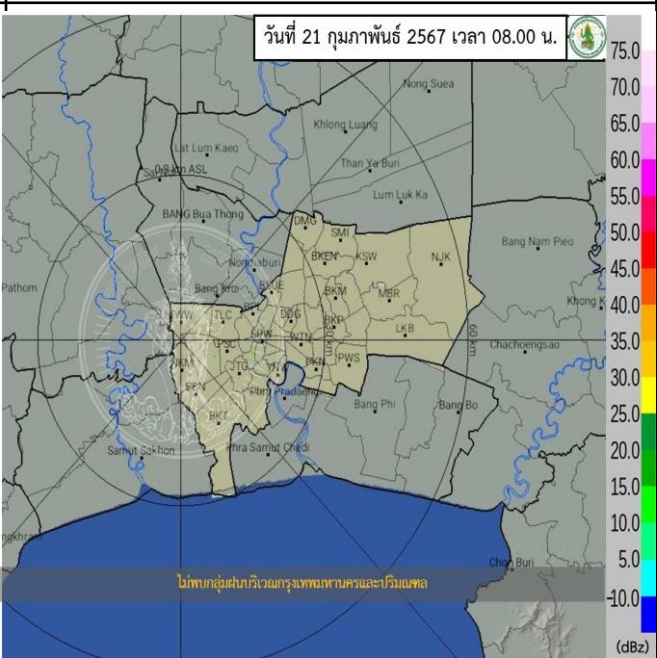 วันที่ 21 กุมภาพันธ์ 2567 เวลา 08.00 น.
75.0
70.0
65.0
60.0
55.0
50.0
45.0
40.0
35.0
30.0
25.0
20.0
15.0
10.0
5.0
-10.0
(dBz)
Nong Suea
Khlong Luang
Lat Lum Kaeo
Than Ya Buri
0.9 km ASL
Lum Luk Ka
BANG Bua Thong
DMG
SMI
Bang Nam Pieo
BKEN
KSW
NJK
Pathom
BKM
MBR
TLC
DDG
BKP
LKB
60 km
PSC
WTN
Chachoengsao
JTG
PKN
PWS
BKT
Bang Phi
Bang Bo
Samut Sakhon
Phra Samut Chedi
Chon Buri
ไม่พบกลุ่มฝนบริเวณกรุงเทพมหานครและปริมณฑล